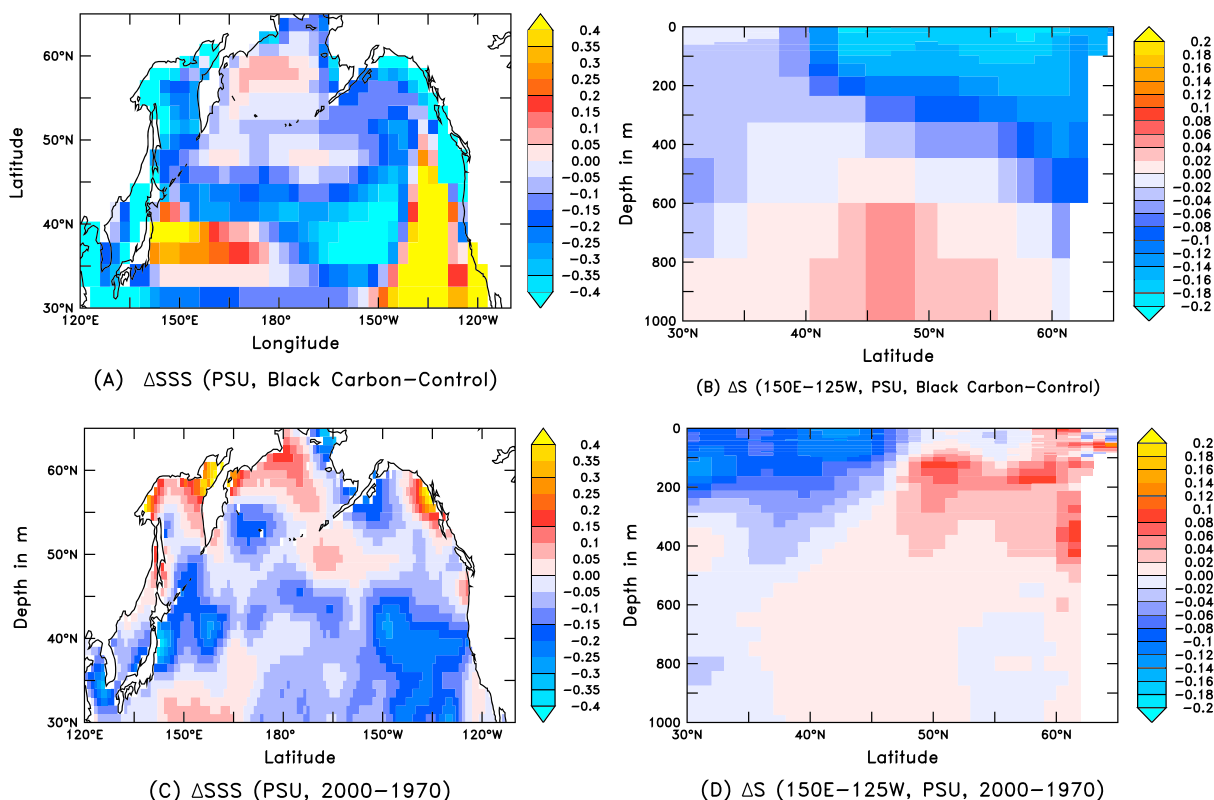 60°N
50°N
40°N
30°N
Latitude
120°E
150°E
180°
150°W
120°W
Longitude
0.4
0.35
0.3
0.25
0.2
0.15
0.1
0.05
0.00
−0.05
−0.1
−0.15
−0.2
−0.25
−0.3
−0.35
−0.4
(A) ΔSSS (PSU, Black Carbon−Control)
0
200
400
600
800
1000
Depth in m
30°N
40°N
50°N
60°N
Latitude
0.2
0.18
0.16
0.14
0.12
0.1
0.08
0.06
0.04
0.02
−0.02
−0.04
−0.06
−0.08
−0.1
−0.12
−0.14
−0.16
−0.18
−0.2
(B) ΔS (150E−125W, PSU, Black Carbon−Control)
60°N
50°N
40°N
30°N
Depth in m
120°E
150°E
180°
150°W
120°W
Latitude
0.4
0.35
0.3
0.25
0.2
0.15
0.1
0.05
0.00
−0.05
−0.1
−0.15
−0.2
−0.25
−0.3
−0.35
−0.4
(C) ΔSSS (PSU, 2000−1970)
0
200
400
600
800
1000
Depth in m
30°N
40°N
50°N
60°N
Latitude
0.2
0.18
0.16
0.14
0.12
0.1
0.08
0.06
0.04
0.02
0.00
−0.02
−0.04
−0.06
−0.08
−0.1
−0.12
−0.14
−0.16
−0.18
−0.2
(D) ΔS (150E−125W, PSU, 2000−1970)